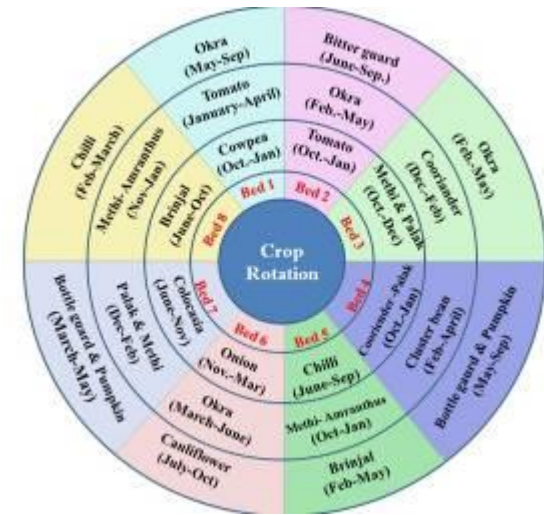 Crop
Rotation
Bed 1
Cowpea
(Oct.-Jan)
Tomato
(January-April)
Okra
(May-Sep)
Bed 2
Tomato
(Oct.-Jan)
Okra
(Feb.-May)
Bitter guard
(June-Sep.)
Bed 3
Methi & Palak
(Oct.-Dec)
Cooriander
(Dec-Feb)
Okra
(Feb.-May)
Bed 4
Cooriender -Palak
(Oct-Jan)
Cluster bean
(Feb-April)
Bottle gaurd & Pumpkin
(May-Sep)
Bed 5
Chilli
(June-Sep)
Methi- Amranthus
(Oct-Jan)
Brinjal
(Feb-May)
Bed 6
Onion
(Nov.-Mar)
Okra
(March-June)
Cauliflower
(July-Oct)
Bed 7
Colocasia
(June-Nov)
Palak & Methi
(Dec-Feb)
Bottle guard & Pumpkin
(March-May)
Bed 8
Brinjal
(June-Oct)
Methi- Amranthus
(Nov-Jan)
Chilli
(Feb-March)